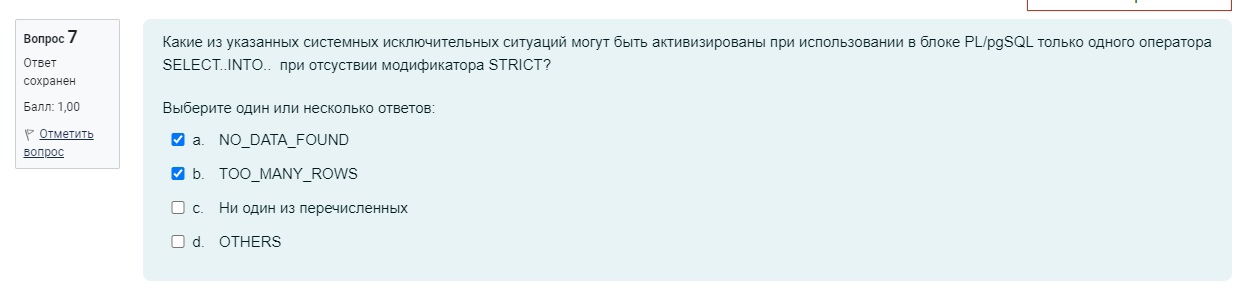 Вопрос 7
Ответ
сохранен
Балл: 1,00
Отметить
вопрос
Какие из указанных системных исключительных ситуаций могут быть активизированы при использовании в блоке PL/pgSQL только одного оператора
SELECT..INTO.. при отсуствии модификатора STRICT?
Выберите один или несколько ответов:
a. NO_DATA_FOUND
b. TOO_MANY_ROWS
c. Ни один из перечисленных
d. OTHERS